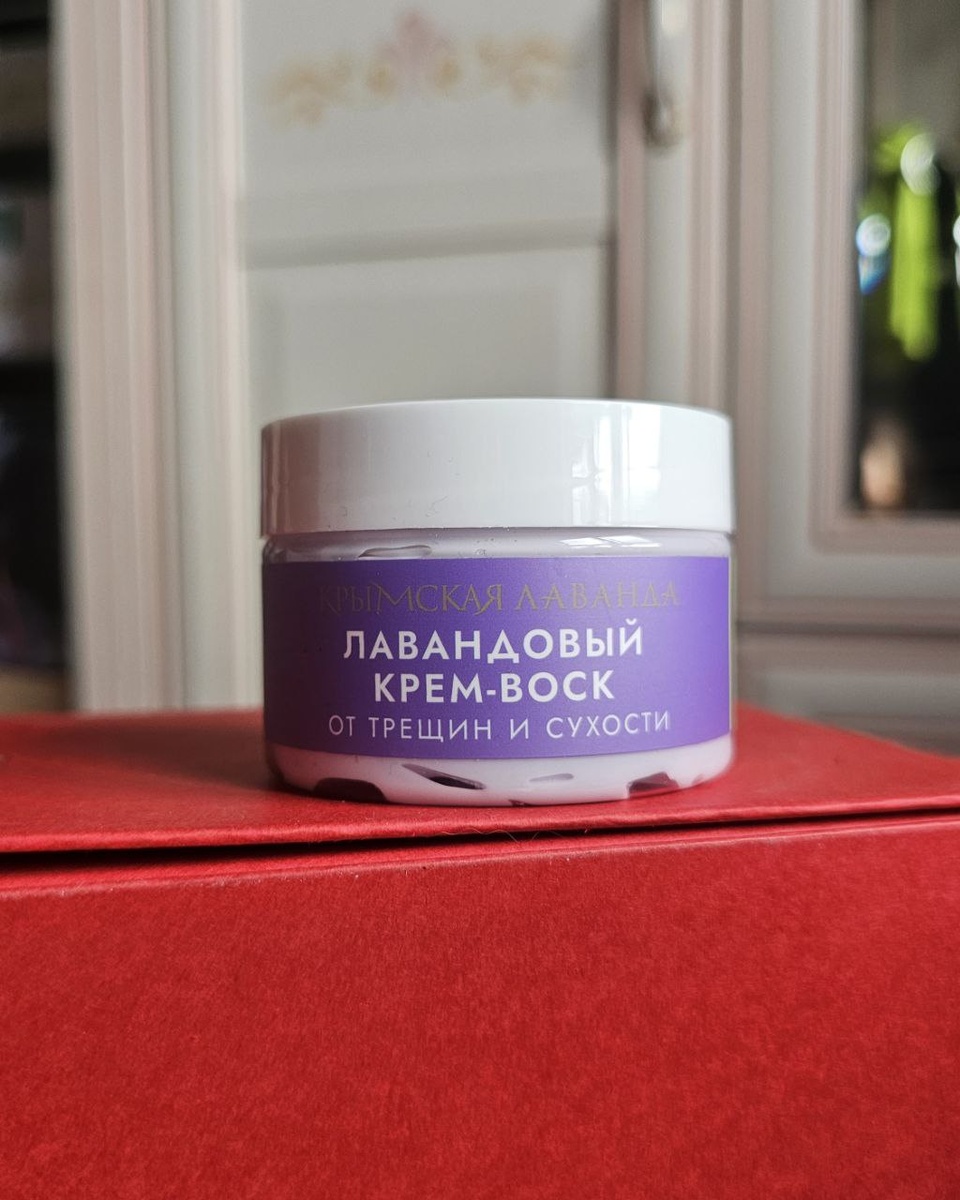 КРЫМСКАЯ ЛАВАНДА
ЛАВАНДОВЫЙ
КРЕМ-ВОСК
ОТ ТРЕЩИН И СУХОСТИ